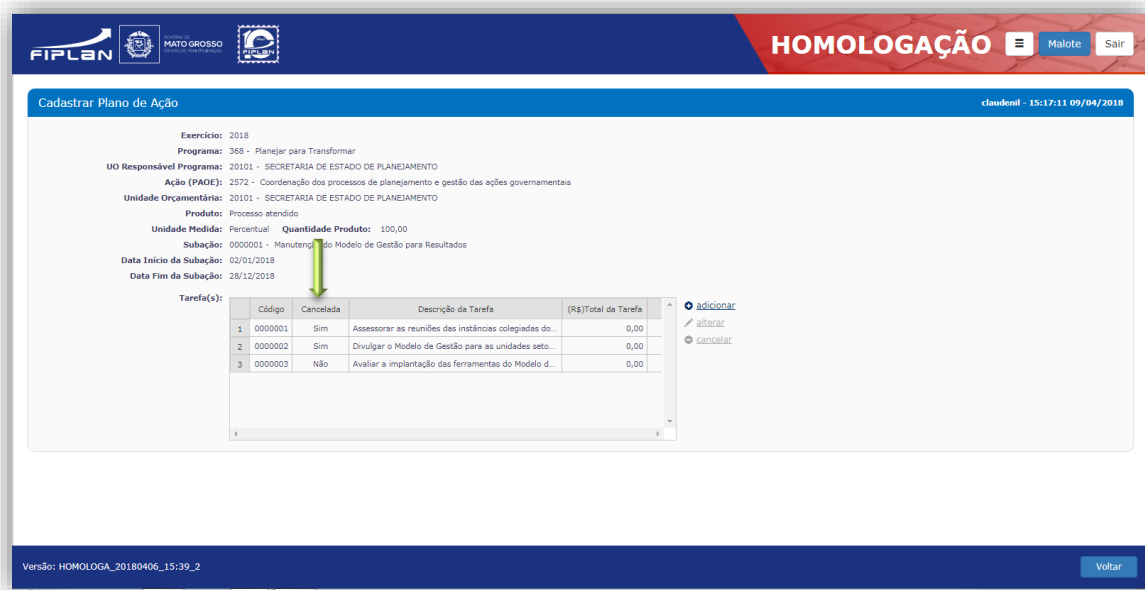 FIPLAN
GOVERNO DE
MATO GROSSO
ESTADO DE TRANSFORMAÇÃO
FIPLAN
HOMOLOGAÇÃO
Malote
Sair
Cadastrar Plano de Ação
claudenil - 15:17:11 09/04/2018
Exercício: 2018
Programa: 368 - Planejar para Transformar
UO Responsável Programa: 20101 - SECRETARIA DE ESTADO DE PLANEJAMENTO
Ação (PAOE): 2572 - Coordenação dos processos de planejamento e gestão das ações governamentais
Unidade Orçamentária: 20101 - SECRETARIA DE ESTADO DE PLANEJAMENTO
Produto: Processo atendido
Unidade Medida: Percentual Quantidade Produto: 100,00
Subação: 0000001 - Manutenção do Modelo de Gestão para Resultados
Data Início da Subação: 02/01/2018
Data Fim da Subação: 28/12/2018
Tarefa(s):
Código Cancelada Descrição da Tarefa (R$)Total da Tarefa
1 0000001 Sim Assessorar as reuniões das instâncias colegiadas do... 0,00
2 0000002 Sim Divulgar o Modelo de Gestão para as unidades seto... 0,00
3 0000003 Não Avaliar a implantação das ferramentas do Modelo d... 0,00
adicionar
alterar
cancelar
Versão: HOMOLOGA_20180406_15:39_2
Voltar